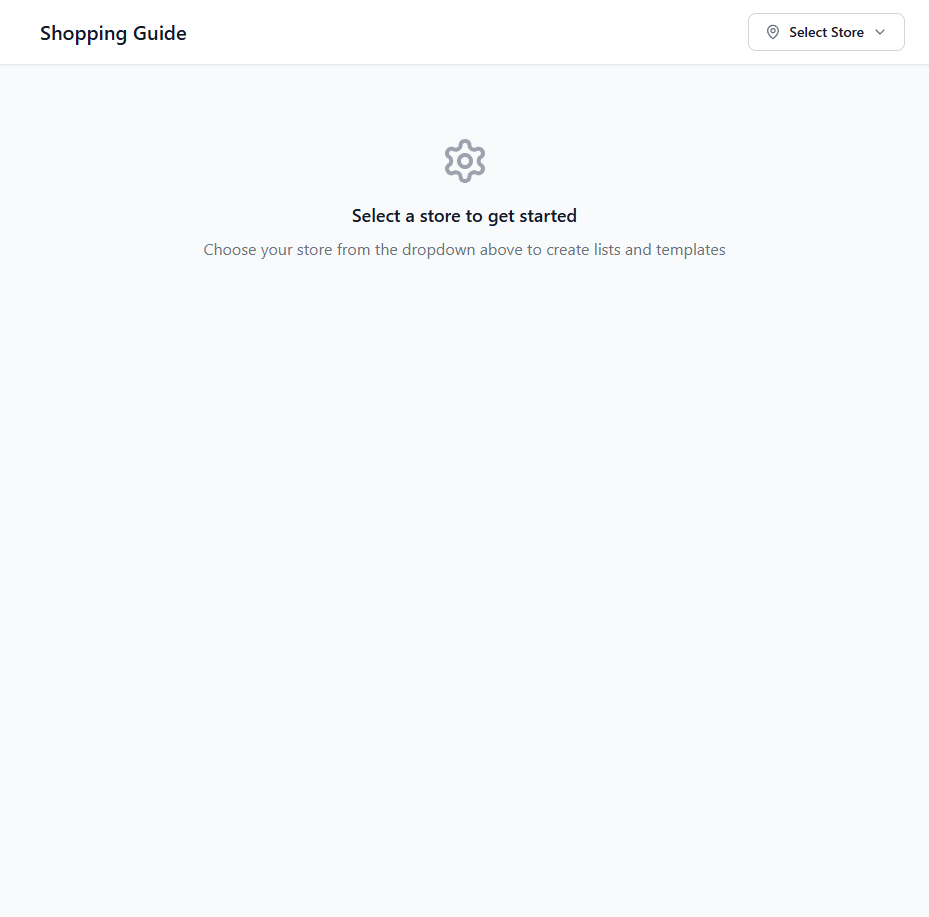 Shopping Guide
Select Store
Select a store to get started
Choose your store from the dropdown above to create lists and templates